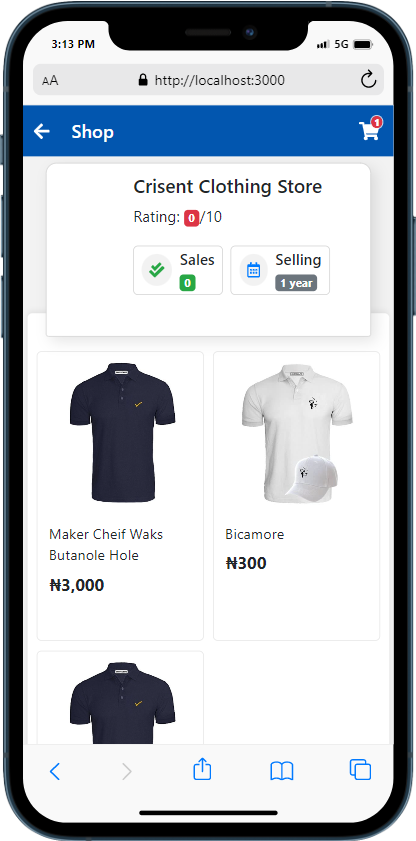 3:13 PM
5G
AA
http://localhost:3000
Shop
1
Crisent Clothing Store
Rating: 0/10
Sales
0
Selling
1 year
Maker Cheif Waks
Butanole Hole
₦3,000
Bicamore
₦300